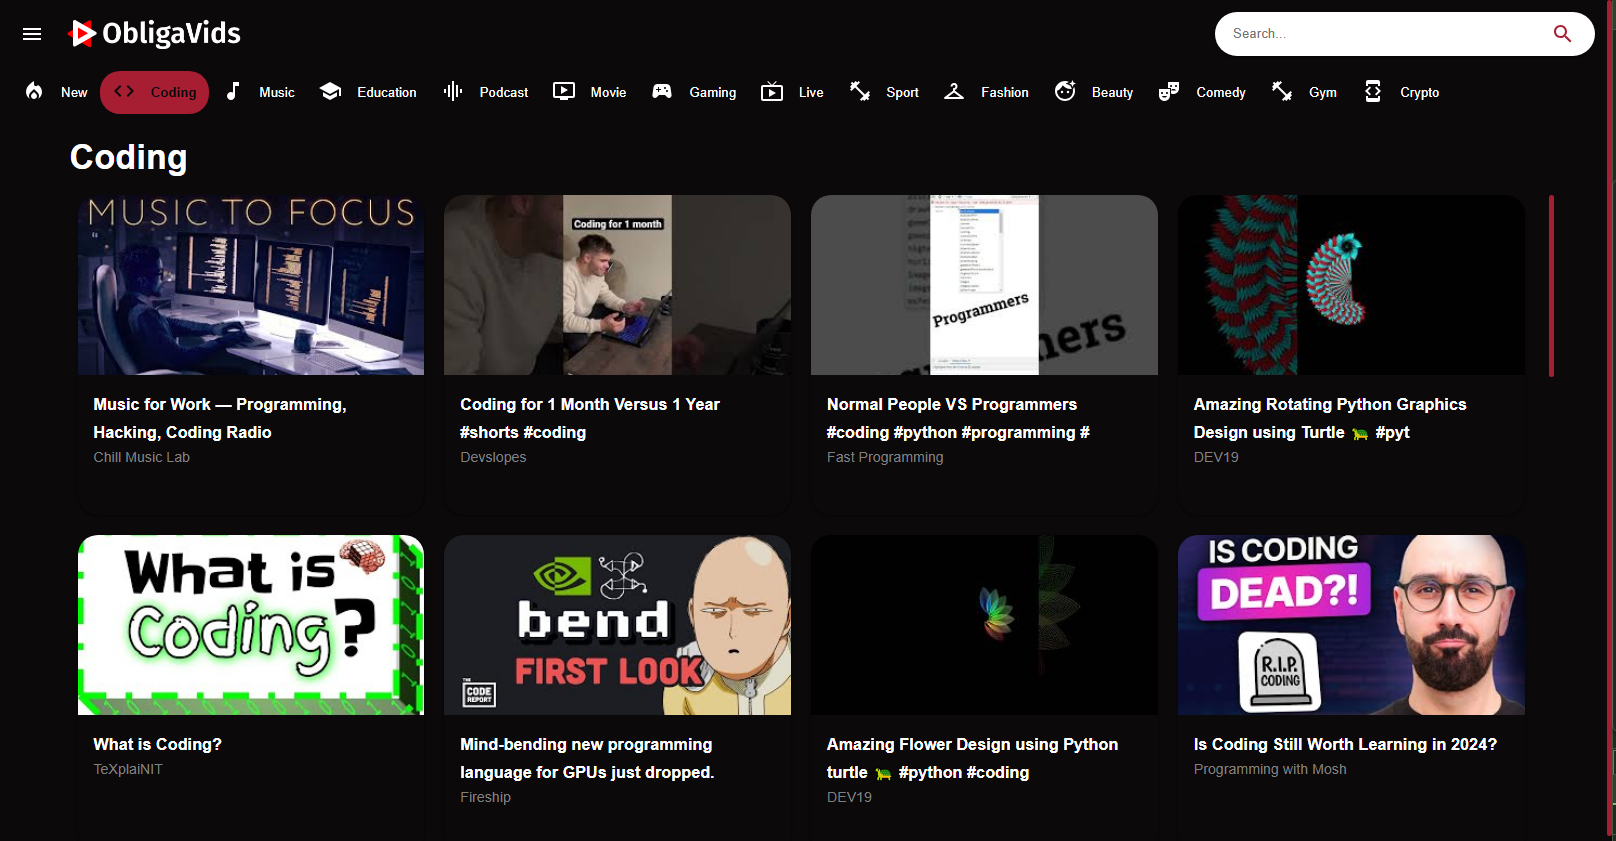 ObligaVids
Search...
New
Coding
Music
Education
Podcast
Movie
Gaming
Live
Sport
Fashion
Beauty
Comedy
Gym
Crypto
Coding
MUSIC TO FOCUS
Coding for 1 month
Programmers
Music for Work — Programming,
Hacking, Coding Radio
Chill Music Lab
Coding for 1 Month Versus 1 Year
#shorts #coding
Devslopes
Normal People VS Programmers
#coding #python #programming #
Fast Programming
Amazing Rotating Python Graphics
Design using Turtle 🐢 #pyt
DEV19
What is
Coding?
bend
FIRST LOOK
THE
CODE
REPORT
IS CODING
DEAD?!
R.I.P.
CODING
What is Coding?
TeXplaiNIT
Mind-bending new programming
language for GPUs just dropped.
Fireship
Amazing Flower Design using Python
turtle 🐢 #python #coding
DEV19
Is Coding Still Worth Learning in 2024?
Programming with Mosh